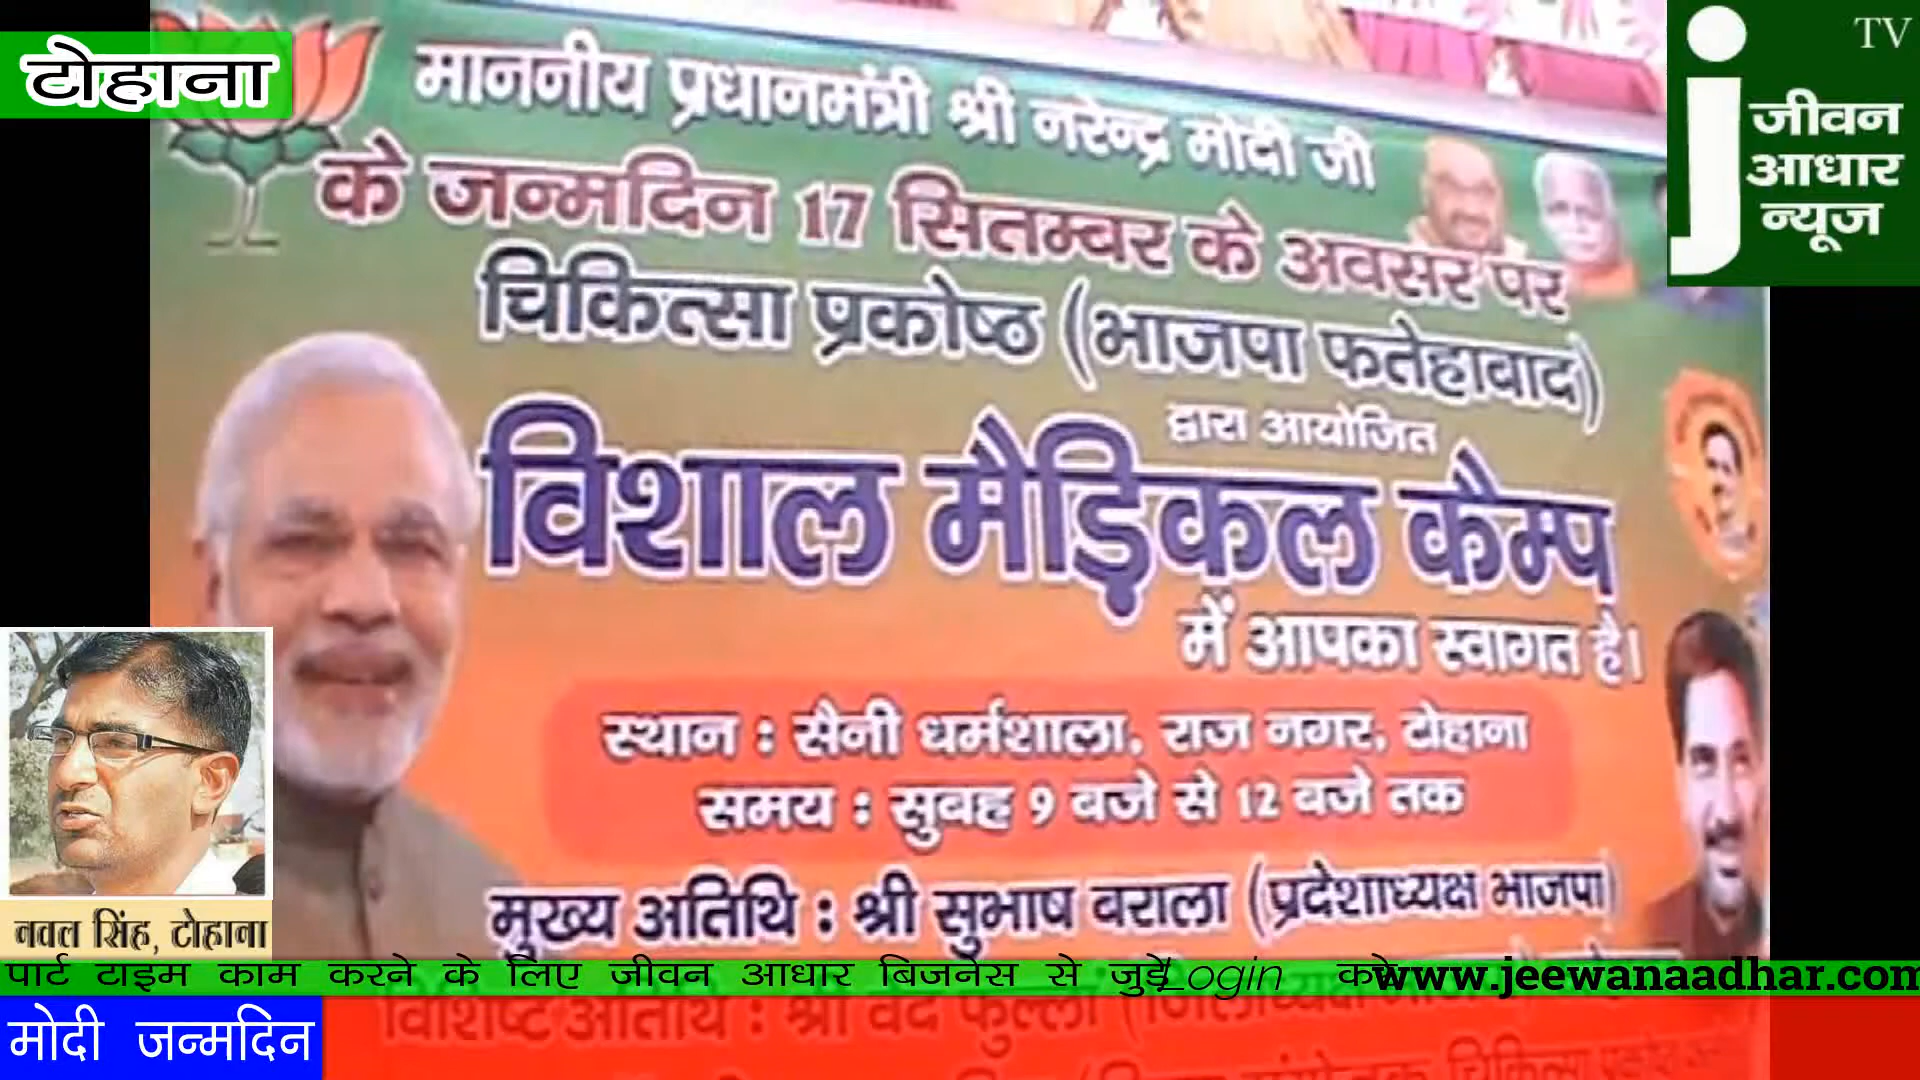 टोहाना
TV
जीवन
आधार
न्यूज
माननीय प्रधानमंत्री श्री नरेन्द्र मोदी जी
के जन्मदिन 17 सितम्बर के अवसर पर
चिकित्सा प्रकोष्ठ (भाजपा फतेहाबाद)
द्वारा आयोजित
विशाल मैड़िकल कैम्प
में आपका स्वागत है।
स्थान : सैनी धर्मशाला, राज नगर, टोहाना
समय : सुबह 9 बजे से 12 बजे तक
मुख्य अतिथि : श्री सुभाष बराला (प्रदेशाध्यक्ष भाजपा)
नवल सिंह, टोहाना
पार्ट टाइम काम करने के लिए जीवन आधार बिजनेस से जुड़ें Login करें www.jeewanaadhar.com
विशिष्ट अतिथि : श्री वेद फुल्लां
मोदी जन्मदिन